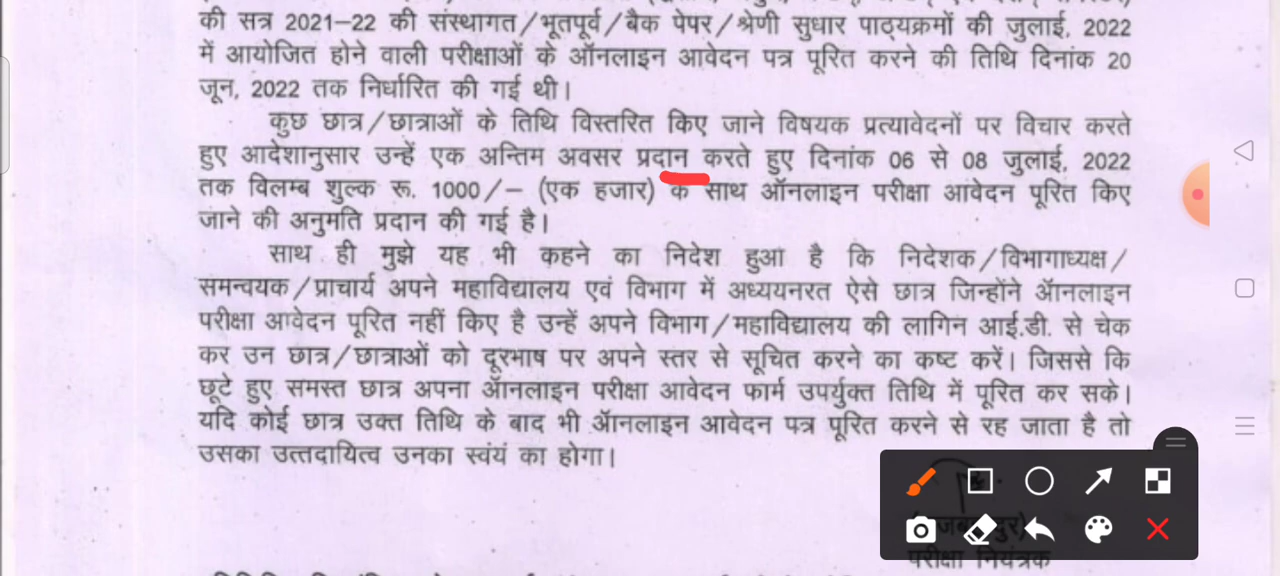 की सत्र 2021–22 की संस्थागत/भूतपूर्व/बैक पेपर/श्रेणी सुधार पाठ्यक्रमों की जुलाई, 2022
में आयोजित होने वाली परीक्षाओं के ऑनलाइन आवेदन पत्र पूरित करने की तिथि दिनांक 20
जून, 2022 तक निर्धारित की गई थी।
कुछ छात्र/छात्राओं के तिथि विस्तरित किए जाने विषयक प्रत्यावेदनों पर विचार करते
हुए आदेशानुसार उन्हें एक अन्तिम अवसर प्रदान करते हुए दिनांक 06 से 08 जुलाई, 2022
तक विलम्ब शुल्क रू. 1000/– (एक हजार) के साथ ऑनलाइन परीक्षा आवेदन पूरित किए
जाने की अनुमति प्रदान की गई है।
साथ ही मुझे यह भी कहने का निदेश हुआ है कि निदेशक/विभागाध्यक्ष/
समन्वयक/प्राचार्य अपने महाविद्यालय एवं विभाग में अध्ययनरत ऐसे छात्र जिन्होंने ऑनलाइन
परीक्षा आवेदन पूरित नहीं किए है उन्हें अपने विभाग/महाविद्यालय की लागिन आई.डी. से चेक
कर उन छात्र/छात्राओं को दूरभाष पर अपने स्तर से सूचित करने का कष्ट करें। जिससे कि
छूटे हुए समस्त छात्र अपना ऑनलाइन परीक्षा आवेदन फार्म उपर्युक्त तिथि में पूरित कर सके।
यदि कोई छात्र उक्त तिथि के बाद भी ऑनलाइन आवेदन पत्र पूरित करने से रह जाता है तो
उसका उत्तदायित्व उनका स्वयं का होगा।
परीक्षा नियंत्रक